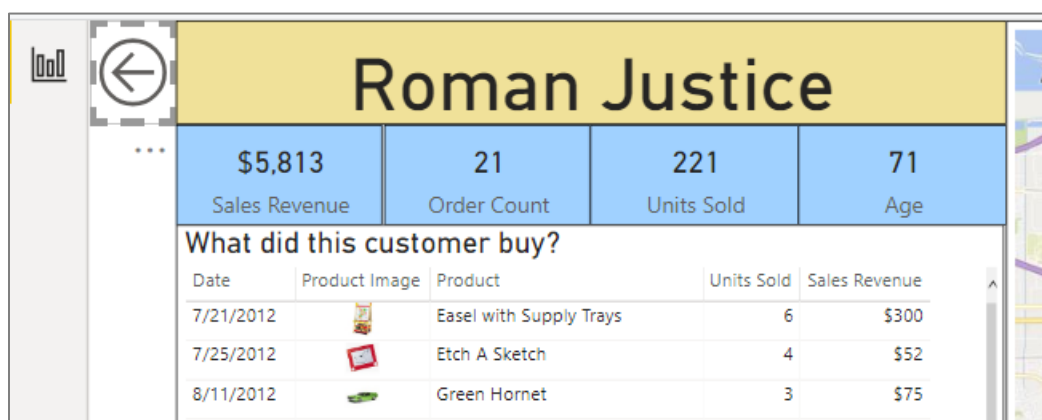 Roman Justice
$5,813 21 221 71
Sales Revenue Order Count Units Sold Age
What did this customer buy?
Date Product Image Product Units Sold Sales Revenue
7/21/2012 Easel with Supply Trays 6 $300
7/25/2012 Etch A Sketch 4 $52
8/11/2012 Green Hornet 3 $75